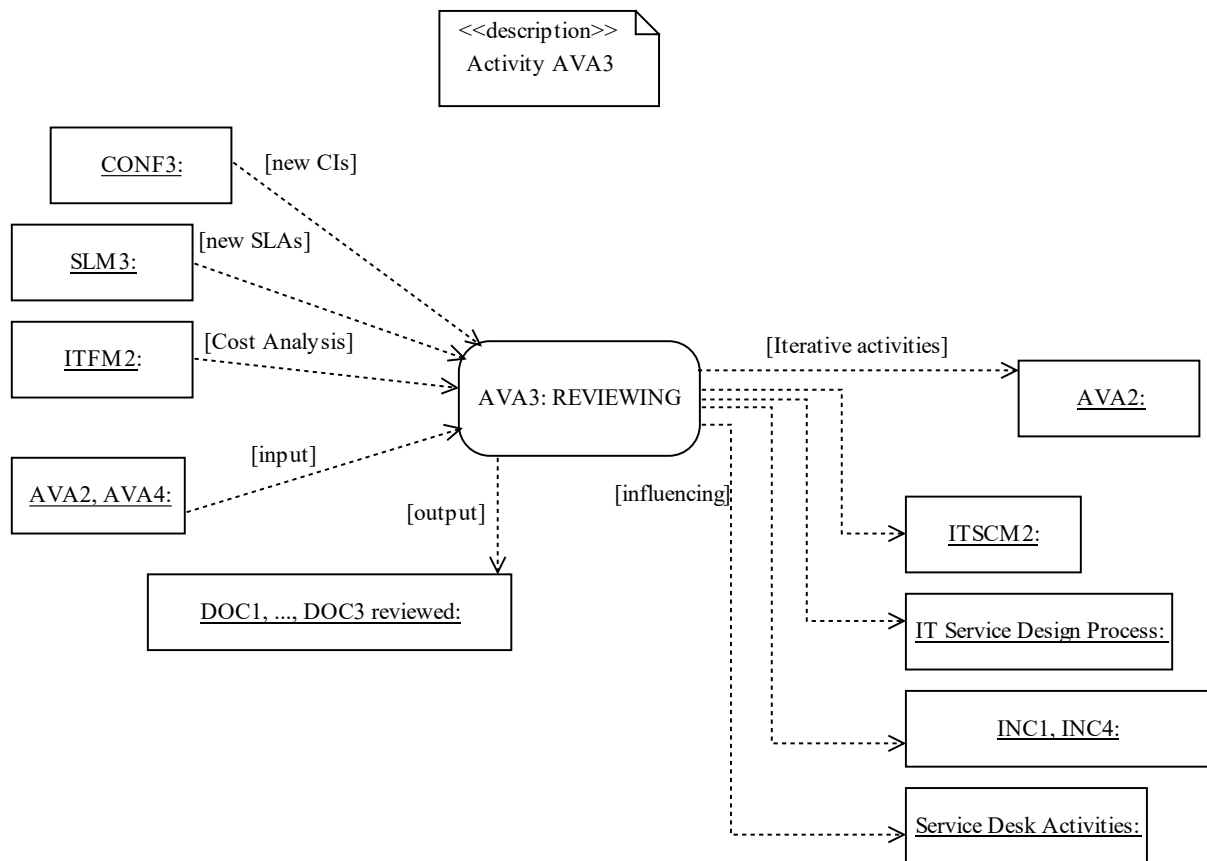 <<description>>
Activity AVA3
CONF3:
[new CIs]
[new SLAs]
SLM3:
[Cost Analysis]
ITFM2:
[Iterative activities]
AVA3: REVIEWING
AVA2:
[input]
AVA2, AVA4:
[influencing]
[output]
ITSCM2:
DOC1, ..., DOC3 reviewed:
IT Service Design Process:
INC1, INC4:
Service Desk Activities: